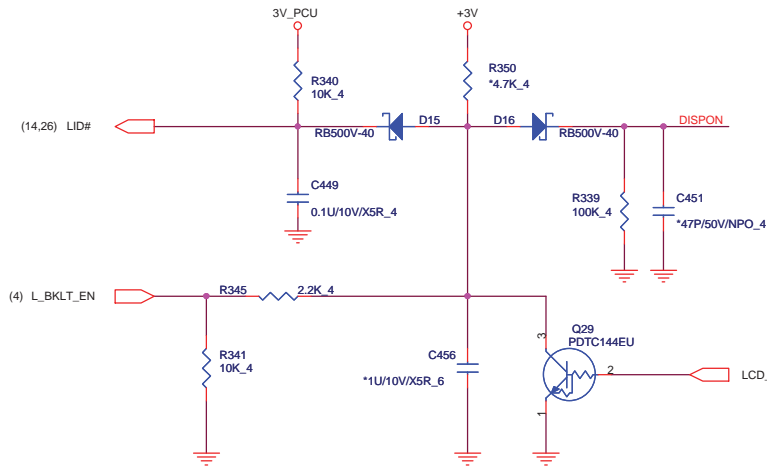 3V_PCU
+3V
R340
10K_4
R350
*4.7K_4
(14,26) LID#
D15
D16
DISPON
RB500V-40
RB500V-40
C449
0.1U/10V/X5R_4
R339
100K_4
C451
*47P/50V/NPO_4
(4) L_BKLT_EN
R345
2.2K_4
R341
10K_4
C456
*1U/10V/X5R_6
3
Q29
PDTC144EU
2
LCD_
1